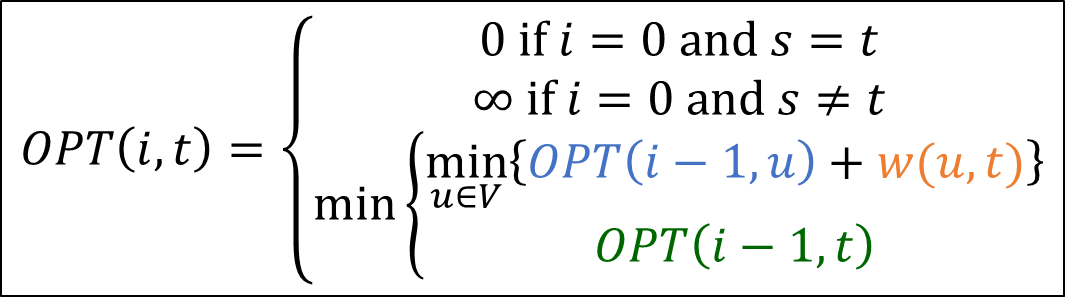 0 if i = 0 and s = t
∞ if i = 0 and s ≠ t
OPT(i, t) =
min
min{OPT(i − 1, u) + w(u, t)}
u∈V
OPT(i − 1, t)